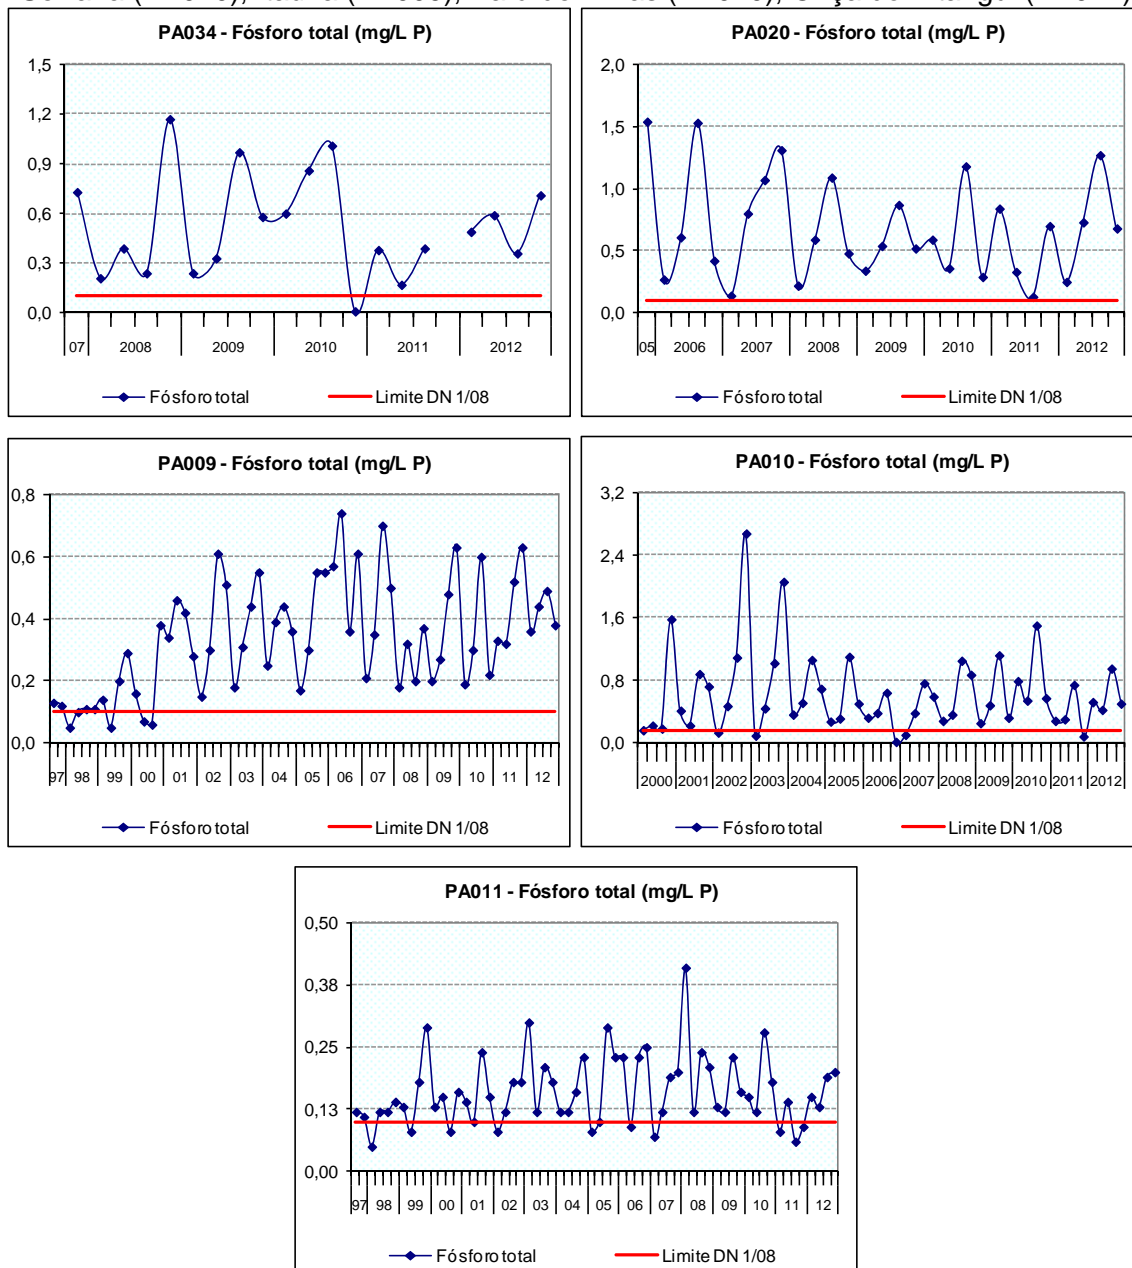 PA034 - Fósforo total (mg/L P)
1,5
1,2
0,9
0,6
0,3
0,0
07 2008 2009 2010 2011 2012
Fósforo total Limite DN 1/08
PA020 - Fósforo total (mg/L P)
2,0
1,5
1,0
0,5
0,0
05 2006 2007 2008 2009 2010 2011 2012
Fósforo total Limite DN 1/08
PA009 - Fósforo total (mg/L P)
0,8
0,6
0,4
0,2
0,0
97 98 99 00 01 02 03 04 05 06 07 08 09 10 11 12
Fósforo total Limite DN 1/08
PA010 - Fósforo total (mg/L P)
3,2
2,4
1,6
0,8
0,0
2000 2001 2002 2003 2004 2005 2006 2007 2008 2009 2010 2011 2012
Fósforo total Limite DN 1/08
PA011 - Fósforo total (mg/L P)
0,50
0,38
0,25
0,13
0,00
97 98 99 00 01 02 03 04 05 06 07 08 09 10 11 12
Fósforo total Limite DN 1/08